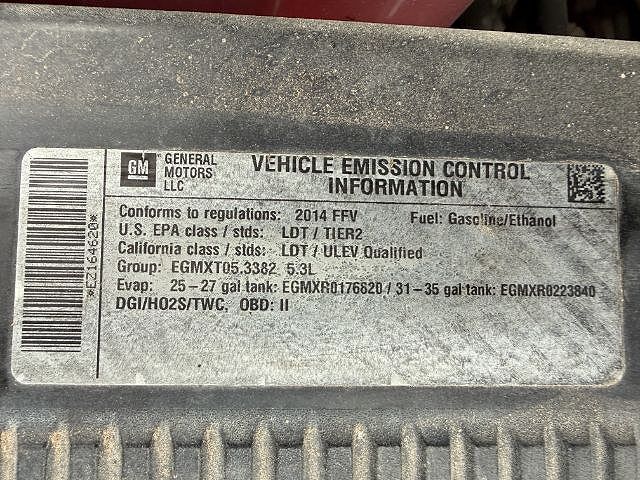 GM
GENERAL
MOTORS
LLC
VEHICLE EMISSION CONTROL
INFORMATION
Conforms to regulations: 2014 FFV Fuel: Gasoline/Ethanol
U.S. EPA class / stds: LDT / TIER2
California class / stds: LDT / ULEV Qualified
Group: EGMXT05.3382 5.3L
Evap: 25-27 gal tank: EGMXR0176820 / 31-35 gal tank: EGMXR0223840
DGI/HO2S/TWC, OBD: II
*EZ164620*